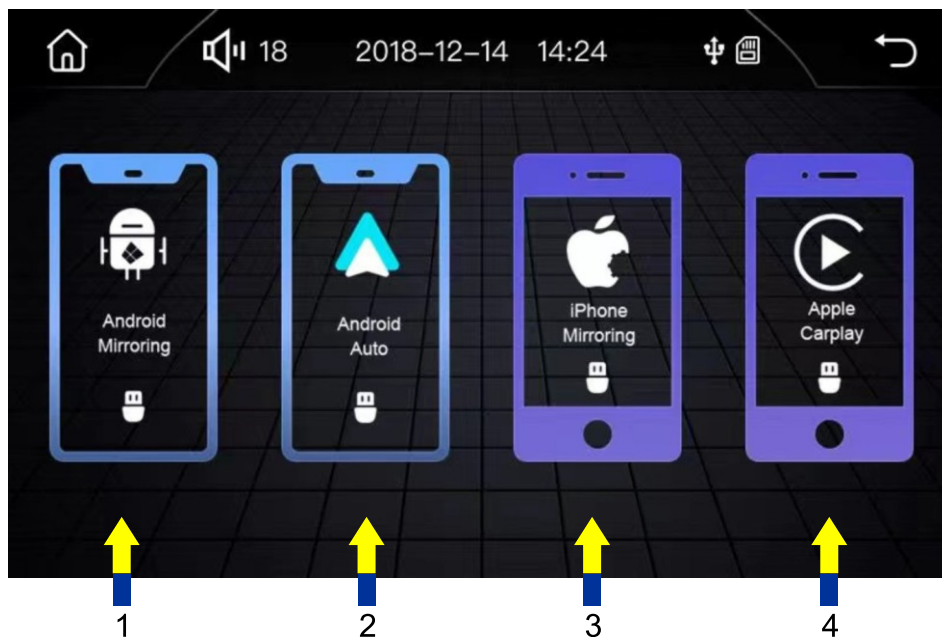 18 2018-12-14 14:24
Android
Mirroring
Android
Auto
iPhone
Mirroring
Apple
Carplay
1 2 3 4